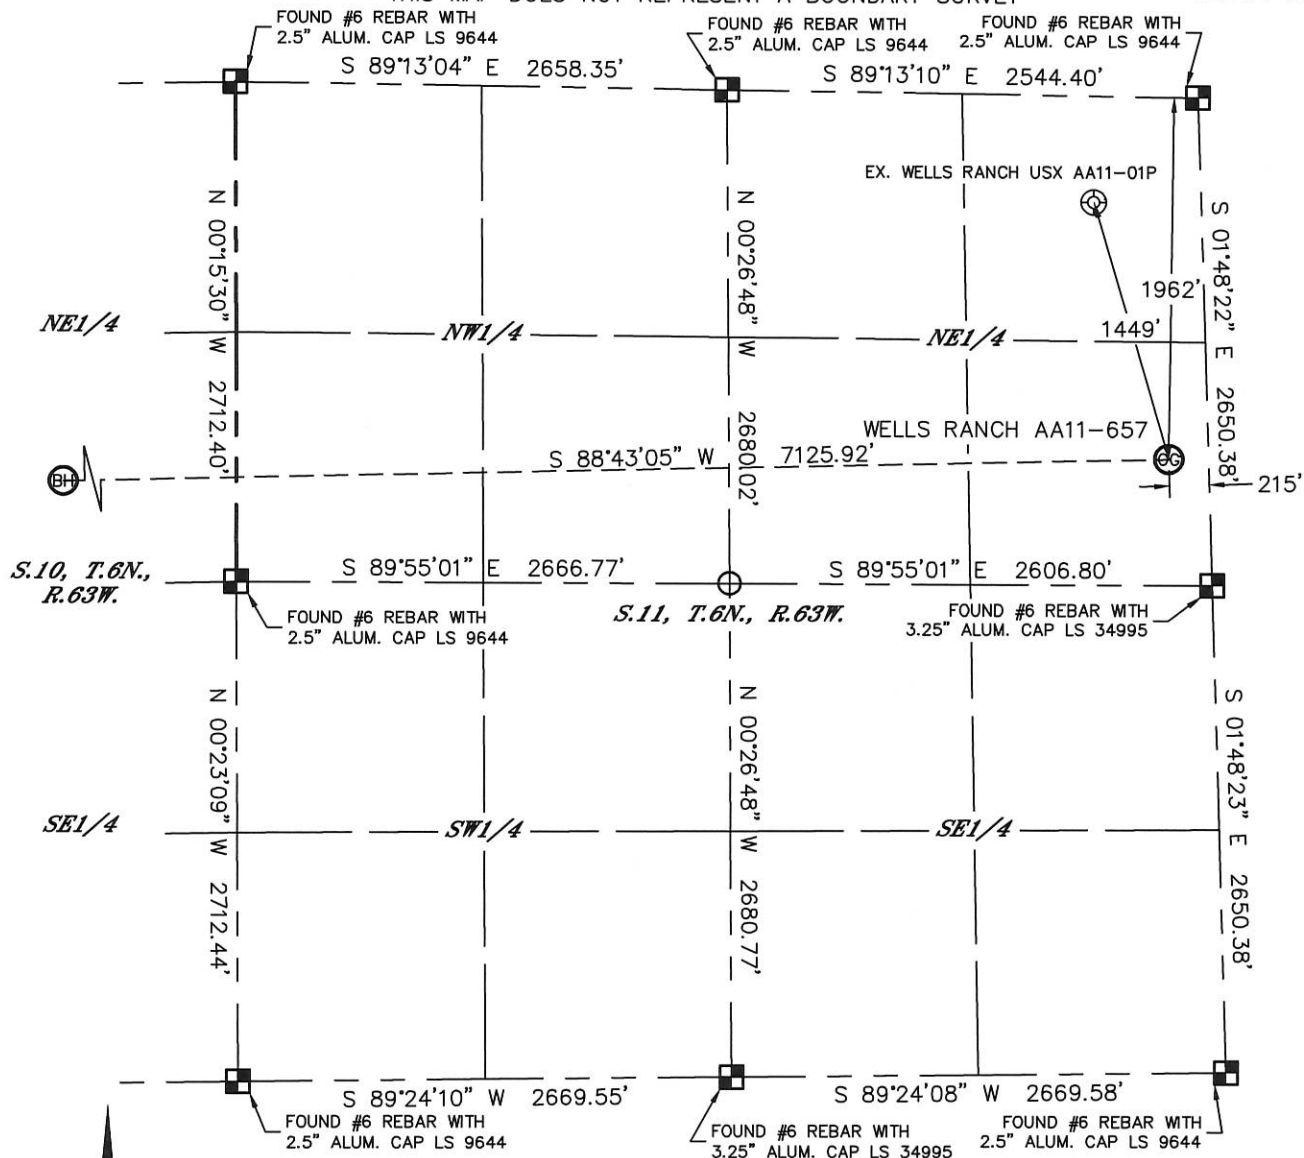 THIS MAP DOES NOT REPRESENT A BOUNDARY SURVEY
FOUND #6 REBAR WITH
2.5" ALUM. CAP LS 9644
FOUND #6 REBAR WITH
2.5" ALUM. CAP LS 9644
FOUND #6 REBAR WITH
2.5" ALUM. CAP LS 9644
S 89°13'04" E 2658.35'
S 89°13'10" E 2544.40'
EX. WELLS RANCH USX AA11-01P
N 00°15'30" W 2712.40'
N 00°26'48" W 2680.02'
S 01°48'22" E 2650.38'
1962'
1449'
NE1/4
NW1/4
NE1/4
WELLS RANCH AA11-657
BH
S 88°43'05" W 7125.92'
GG
215'
S.10, T.6N.,
R.63W.
S 89°55'01" E 2666.77'
S 89°55'01" E 2606.80'
FOUND #6 REBAR WITH
2.5" ALUM. CAP LS 9644
S.11, T.6N., R.63W.
FOUND #6 REBAR WITH
3.25" ALUM. CAP LS 34995
N 00°23'09" W 2712.44'
N 00°26'48" W 2680.77'
S 01°48'23" E 2650.38'
SE1/4
SW1/4
SE1/4
S 89°24'10" W 2669.55'
S 89°24'08" W 2669.58'
FOUND #6 REBAR WITH
2.5" ALUM. CAP LS 9644
FOUND #6 REBAR WITH
3.25" ALUM. CAP LS 34995
FOUND #6 REBAR WITH
2.5" ALUM. CAP LS 9644